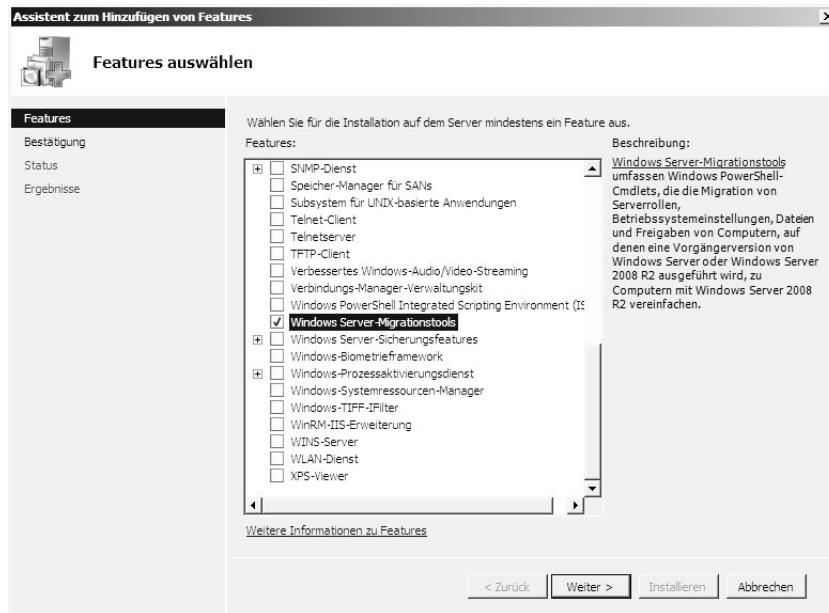 Assistent zum Hinzufügen von Features
Features auswählen
Features
Bestätigung
Status
Ergebnisse
Wählen Sie für die Installation auf dem Server mindestens ein Feature aus.
Features:
SNMP-Dienst
Speicher-Manager für SANs
Subsystem für UNIX-basierte Anwendungen
Telnet-Client
Telnetserver
TFTP-Client
Verbessertes Windows-Audio/Video-Streaming
Verbindungs-Manager-Verwaltungskit
Windows PowerShell Integrated Scripting Environment (IS
Windows Server-Migrationstools
Windows Server-Sicherungsfeatures
Windows-Biometrieframework
Windows-Prozessaktivierungsdienst
Windows-Systemressourcen-Manager
Windows-TIFF-IFilter
WinRM-IIS-Erweiterung
WINS-Server
WLAN-Dienst
XPS-Viewer
Weitere Informationen zu Features
Beschreibung:
Windows Server-Migrationstools
umfassen Windows PowerShell-
Cmdlets, die die Migration von
Serverrollen,
Betriebssystemeinstellungen, Dateien
und Freigaben von Computern, auf
denen eine Vorgängerversion von
Windows Server oder Windows Server
2008 R2 ausgeführt wird, zu
Computern mit Windows Server 2008
R2 vereinfachen.
< Zurück
Weiter >
Installieren
Abbrechen